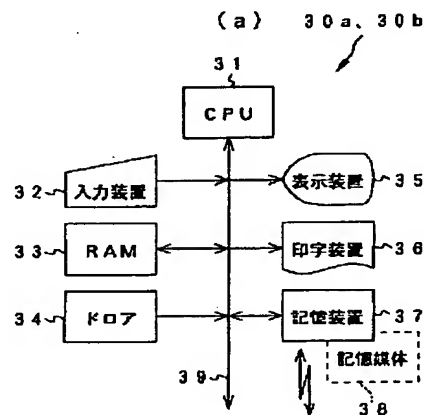 (a) 30a、30b
31
CPU
32 入力装置
表示装置 35
33 RAM
印字装置 36
34 ドロア
記憶装置 37
記憶媒体
39
38